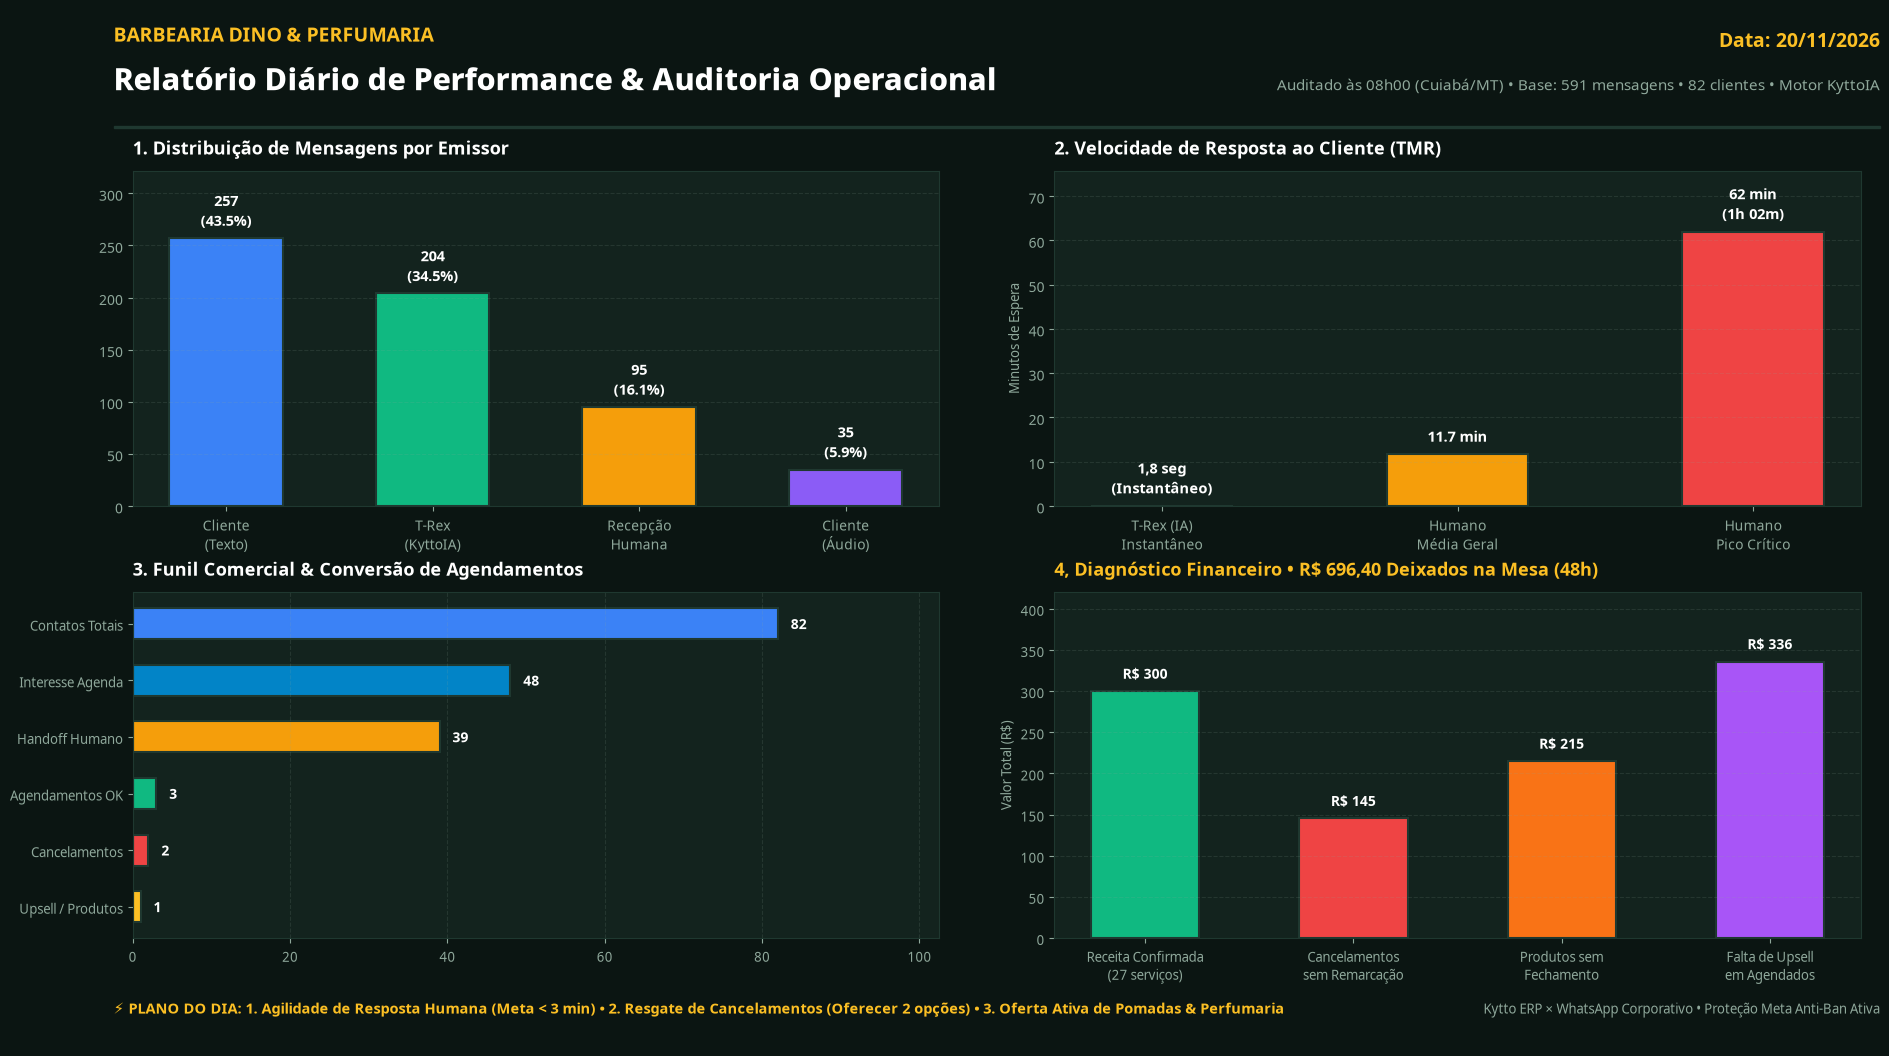 BARBEARIA DINO & PERFUMARIA
Data: 20/11/2026
Relatório Diário de Performance & Auditoria Operacional
Auditado às 08h00 (Cuiabá/MT) • Base: 591 mensagens • 82 clientes • Motor KyttoIA
1. Distribuição de Mensagens por Emissor
300
250
200
150
100
50
0
257
(43.5%)
204
(34.5%)
95
(16.1%)
35
(5.9%)
Cliente
(Texto)
T-Rex
(KyttoIA)
Recepção
Humana
Cliente
(Áudio)
2. Velocidade de Resposta ao Cliente (TMR)
Minutos de Espera
70
60
50
40
30
20
10
0
1,8 seg
(Instantâneo)
11.7 min
62 min
(1h 02m)
T-Rex (IA)
Instantâneo
Humano
Média Geral
Humano
Pico Crítico
3. Funil Comercial & Conversão de Agendamentos
Contatos Totais
82
Interesse Agenda
48
Handoff Humano
39
Agendamentos OK
3
Cancelamentos
2
Upsell / Produtos
1
0
20
40
60
80
100
4, Diagnóstico Financeiro • R$ 696,40 Deixados na Mesa (48h)
Valor Total (R$)
400
350
300
250
200
150
100
50
0
R$ 300
R$ 145
R$ 215
R$ 336
Receita Confirmada
(27 serviços)
Cancelamentos
sem Remarcação
Produtos sem
Fechamento
Falta de Upsell
em Agendados
⚡ PLANO DO DIA: 1. Agilidade de Resposta Humana (Meta < 3 min) • 2. Resgate de Cancelamentos (Oferecer 2 opções) • 3. Oferta Ativa de Pomadas & Perfumaria
Kytto ERP × WhatsApp Corporativo • Proteção Meta Anti-Ban Ativa